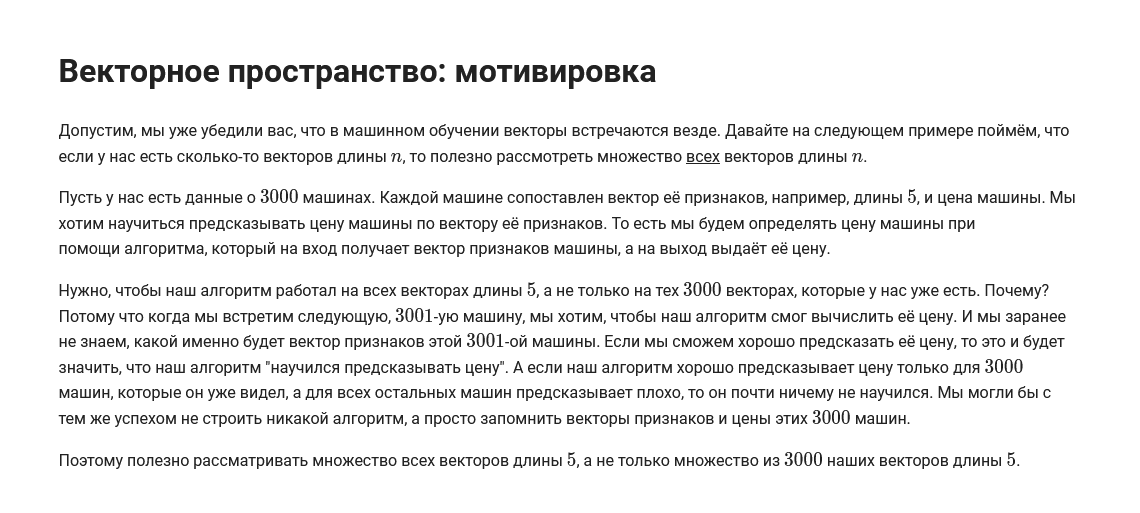 Векторное пространство: мотивировка
Допустим, мы уже убедили вас, что в машинном обучении векторы встречаются везде. Давайте на следующем примере поймём, что
если у нас есть сколько-то векторов длины n, то полезно рассмотреть множество всех векторов длины n.
Пусть у нас есть данные о 3000 машинах. Каждой машине сопоставлен вектор её признаков, например, длины 5, и цена машины. Мы
хотим научиться предсказывать цену машины по вектору её признаков. То есть мы будем определять цену машины при
помощи алгоритма, который на вход получает вектор признаков машины, а на выход выдаёт её цену.
Нужно, чтобы наш алгоритм работал на всех векторах длины 5, а не только на тех 3000 векторах, которые у нас уже есть. Почему?
Потому что когда мы встретим следующую, 3001-ую машину, мы хотим, чтобы наш алгоритм смог вычислить её цену. И мы заранее
не знаем, какой именно будет вектор признаков этой 3001-ой машины. Если мы сможем хорошо предсказать её цену, то это и будет
значить, что наш алгоритм "научился предсказывать цену". А если наш алгоритм хорошо предсказывает цену только для 3000
машин, которые он уже видел, а для всех остальных машин предсказывает плохо, то он почти ничему не научился. Мы могли бы с
тем же успехом не строить никакой алгоритм, а просто запомнить векторы признаков и цены этих 3000 машин.
Поэтому полезно рассматривать множество всех векторов длины 5, а не только множество из 3000 наших векторов длины 5.